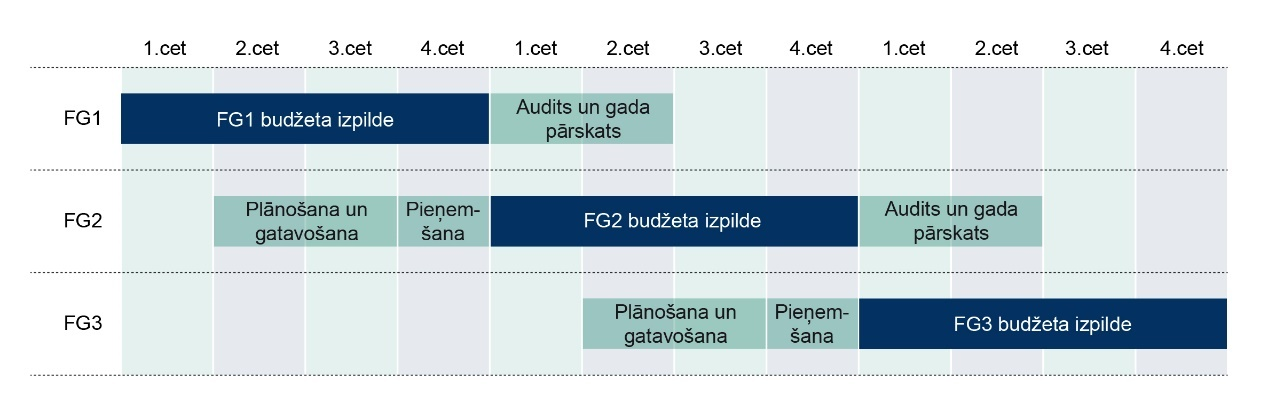 1.cet 2.cet 3.cet 4.cet 1.cet 2.cet 3.cet 4.cet 1.cet 2.cet 3.cet 4.cet
FG1
FG1 budžeta izpilde
Audits un gada
pārskats
FG2
Plānošana un
gatavošana
Pieņem-
šana
FG2 budžeta izpilde
Audits un gada
pārskats
FG3
Plānošana un
gatavošana
Pieņem-
šana
FG3 budžeta izpilde